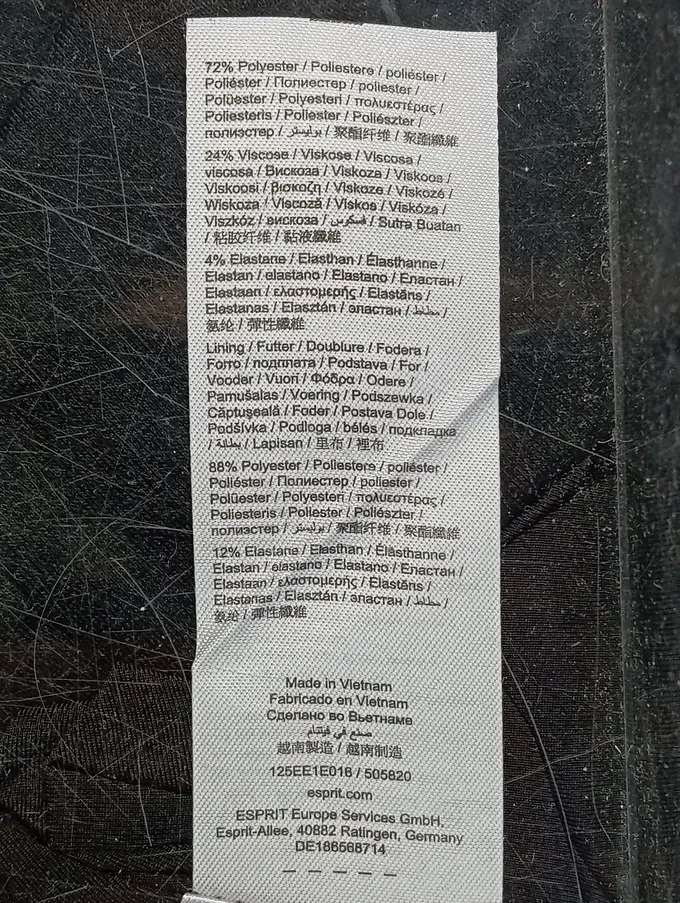 72% Polyester / Poliestere / poliéster /
Poliéster / Полиестер / poliester /
Polüester / Polyesteri / πολυεστέρας /
Poliesteris / Poliester / Poliészter /
полиэстер / بوليستر / 聚酯纤维 / 聚酯纖維
24% Viscose / Viskose / Viscosa /
viscosa / Вискоза / Viskoza / Viskoos /
Viskoosi / βισκοζη / Viskoze / Viskozė /
Wiskoza / Viscoză / Viskos / Viskóza /
Viszkóz / вискоза / فسكوس / Sutra Buatan
/ 粘胶纤维 / 黏液纖維
4% Elastane / Elasthan / Élasthanne /
Elastan / elastano / Elastano / Еластан /
Elastaan / ελαστομερής / Elastāns /
Elastanas / Elasztán / эластан / مطاط /
氨纶 / 彈性纖維
Lining / Futter / Doublure / Fodera /
Forro / подплата / Podstava / For /
Vooder / Vuori / Φόδρα / Odere /
Pamušalas / Voering / Podszewka /
Căptuşeală / Foder / Postava Dole /
Podšívka / Podloga / bélés / подкладка
/ بطانة / Lapisan / 里布 / 裡布
88% Polyester / Poliestere / poliéster /
Poliéster / Полиестер / poliester /
Polüester / Polyesteri / πολυεστέρας /
Poliesteris / Poliester / Poliészter /
полиэстер / بوليستر / 聚酯纤维 / 聚酯纖維
12% Elastane / Elasthan / Élasthanne /
Elastan / elastano / Elastano / Еластан /
Elastaan / ελαστομερής / Elastāns /
Elastanas / Elasztán / эластан / مطاط /
氨纶 / 彈性纖維
Made in Vietnam
Fabricado en Vietnam
Сделано во Вьетнаме
صنع في فيتنام
越南製造 / 越南制造
125EE1E016 / 505820
esprit.com
ESPRIT Europe Services GmbH,
Esprit-Allee, 40882 Ratingen, Germany
DE186568714
– – – – –